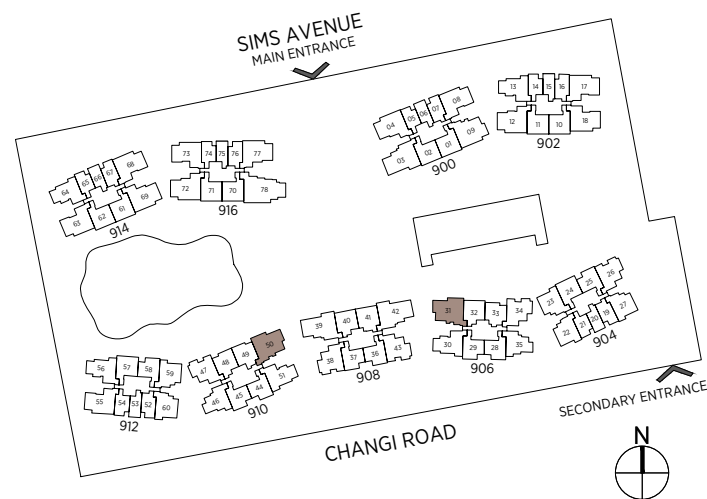 SIMS AVENUE
MAIN ENTRANCE
04 05 06 07 08
03 02 01 09
900
13 14 15 16 17
12 11 10 18
902
73 74 75 76 77
72 71 70 78
916
64 65 66 67 68
63 62 61 69
914
23 24 25 26
22 21 20 19 27
904
31 32 33 34
30 29 28 35
906
39 40 41 42
38 37 36 43
908
47 48 49 50
46 45 44 51
910
56 57 58 59
55 54 53 52 60
912
SECONDARY ENTRANCE
CHANGI ROAD
N